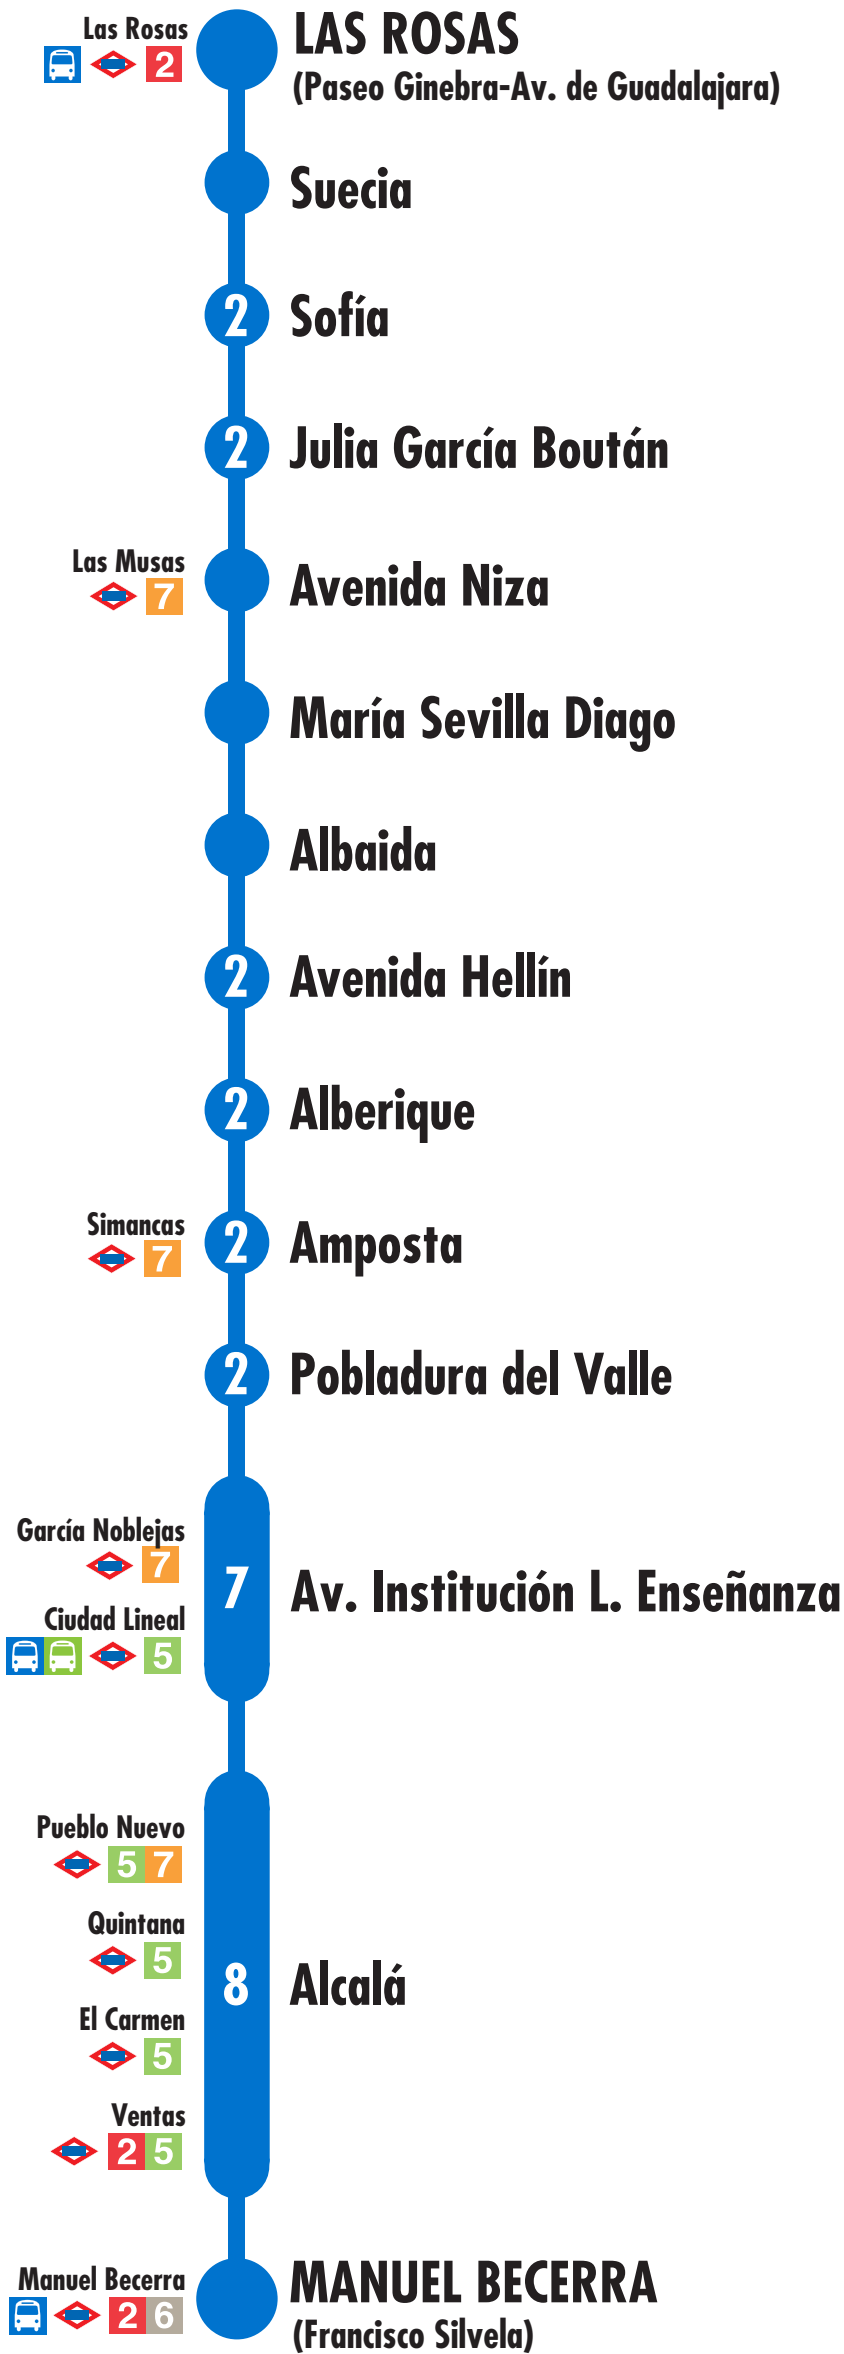 Las Rosas
2
LAS ROSAS
(Paseo Ginebra-Av. de Guadalajara)
Suecia
2 Sofía
2 Julia García Boután
Las Musas
7
Avenida Niza
María Sevilla Diago
Albaida
2 Avenida Hellín
2 Alberique
Simancas
7
2 Amposta
2 Pobladura del Valle
García Noblejas
7
Ciudad Lineal
5
7 Av. Institución L. Enseñanza
Pueblo Nuevo
5 7
Quintana
5
El Carmen
5
Ventas
2 5
8 Alcalá
Manuel Becerra
2 6
MANUEL BECERRA
(Francisco Silvela)